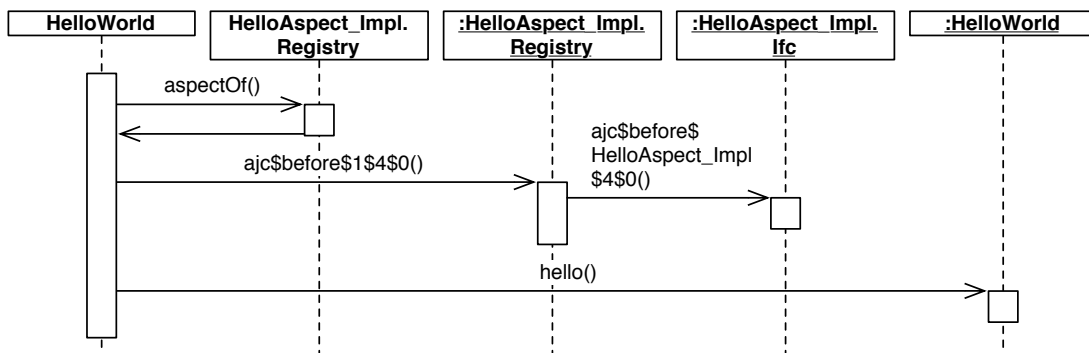 HelloWorld
HelloAspect_Impl.
Registry
:HelloAspect_Impl.
Registry
:HelloAspect_Impl.
Ifc
:HelloWorld
aspectOf()
ajc$before$
HelloAspect_Impl
$4$0()
ajc$before$1$4$0()
hello()